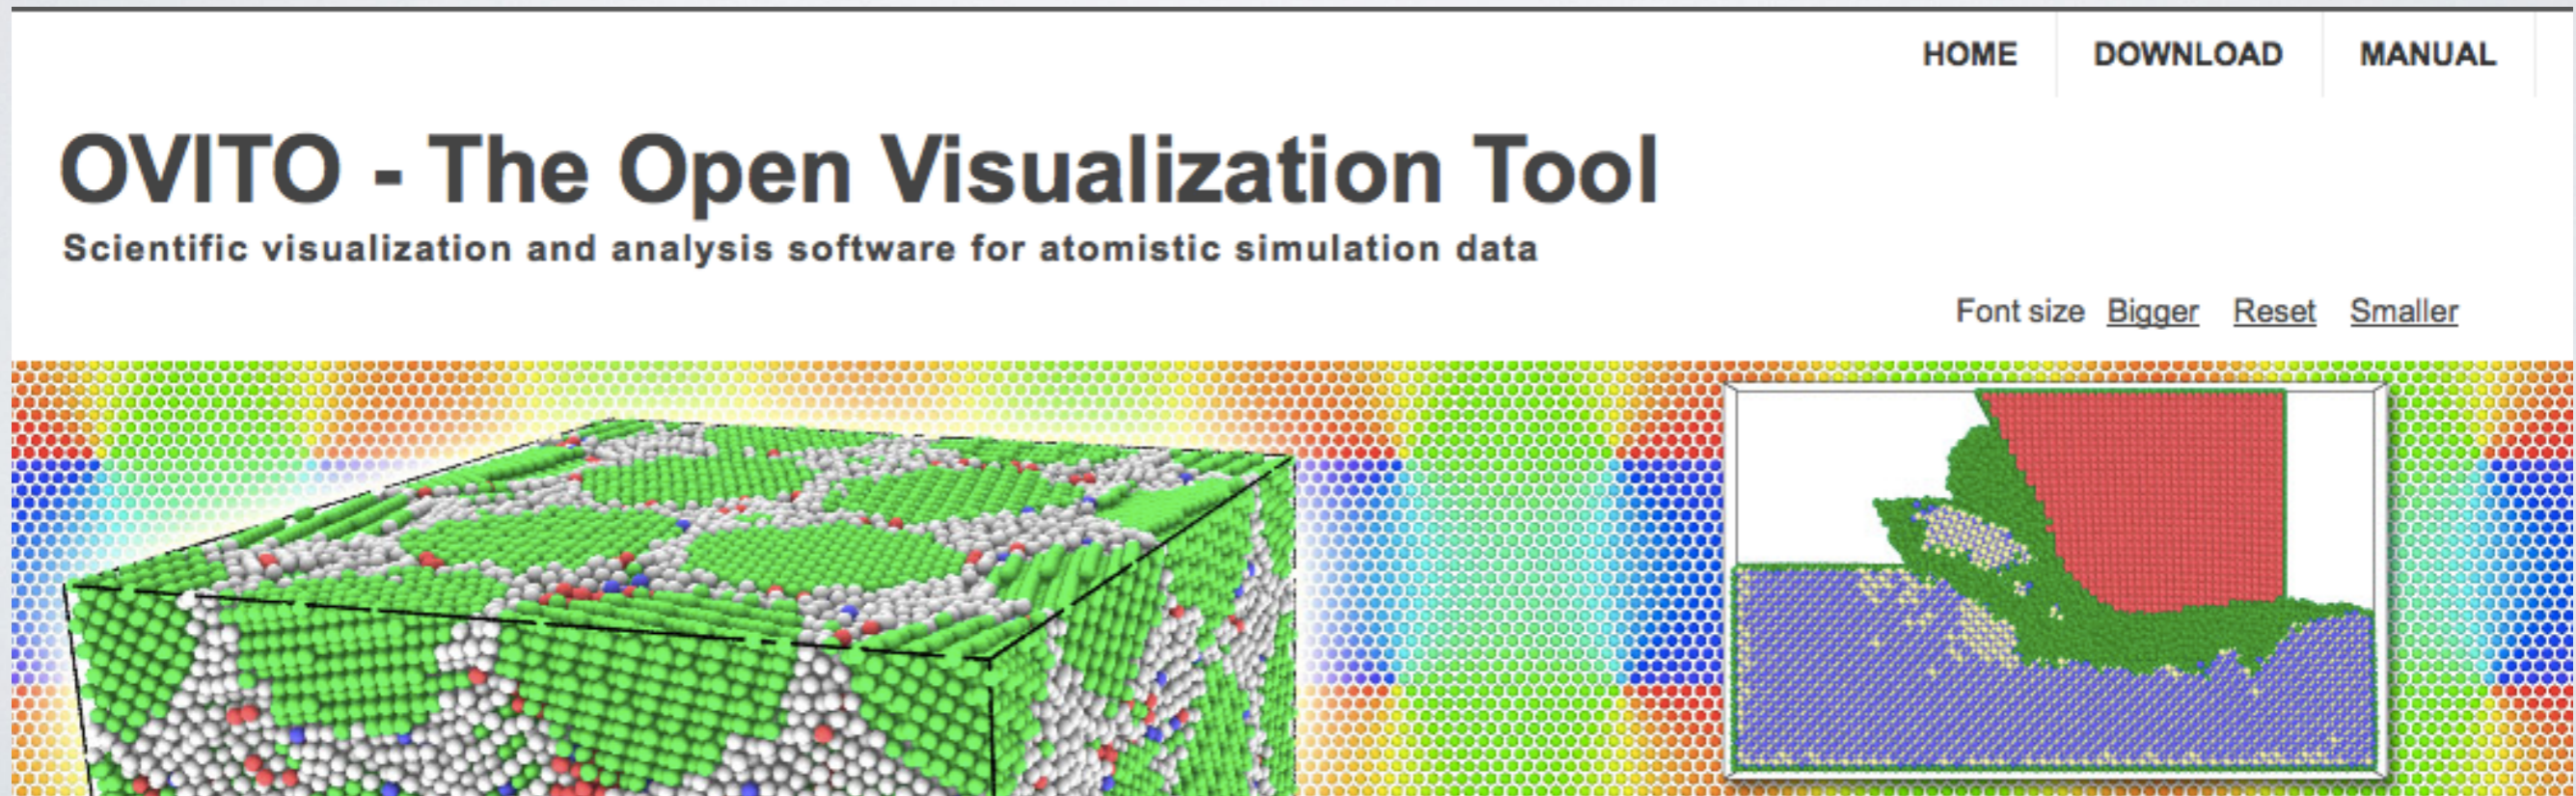 HOME DOWNLOAD MANUAL
OVITO - The Open Visualization Tool
Scientific visualization and analysis software for atomistic simulation data
Font size Bigger Reset Smaller